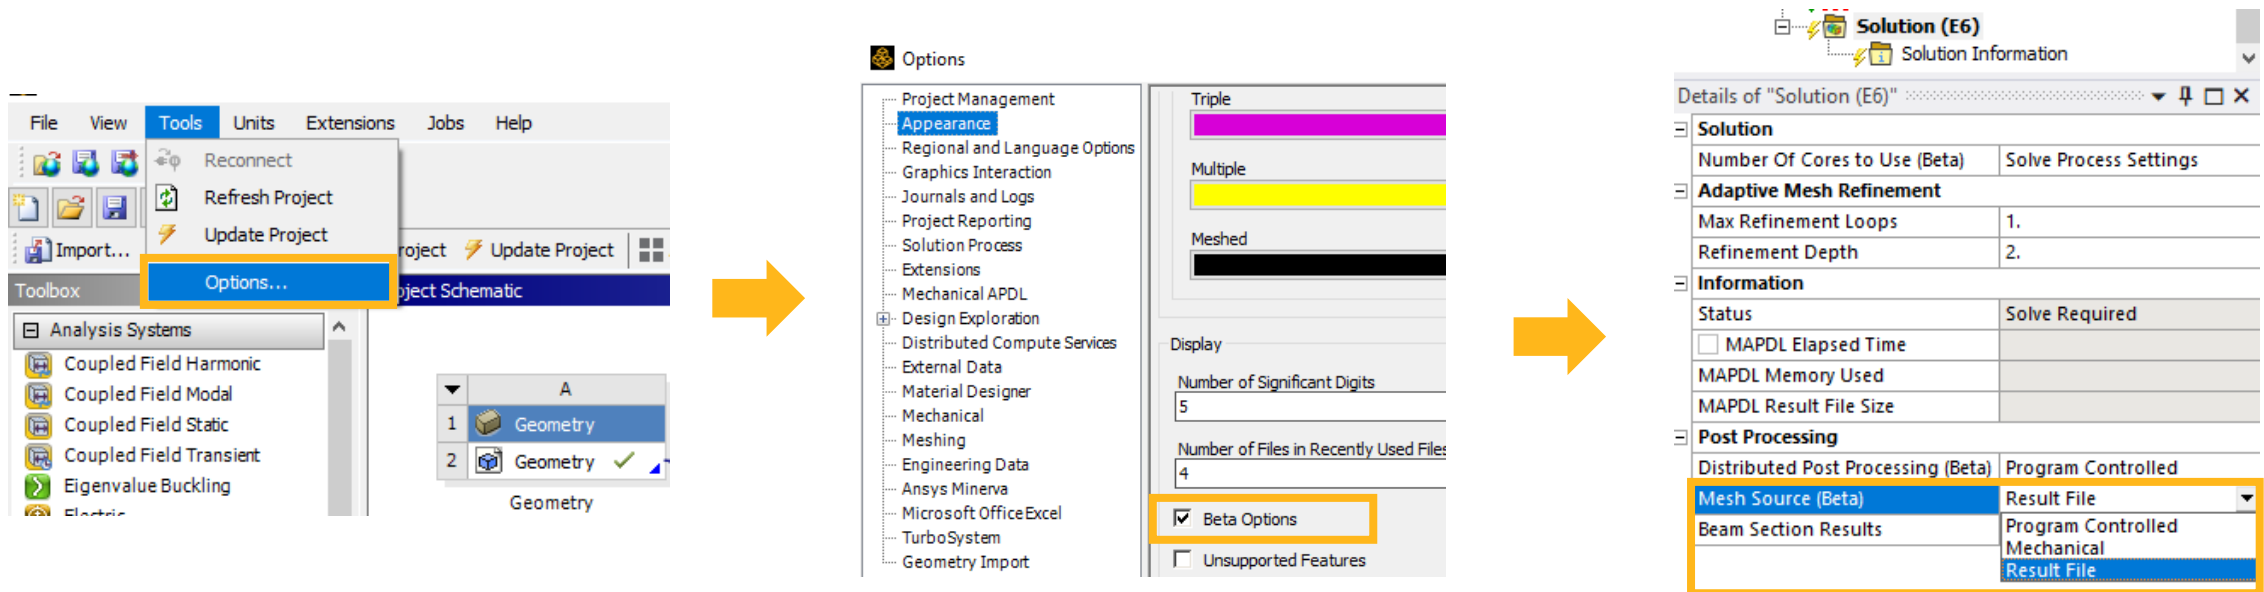 File View Tools Units Extensions Jobs Help
Reconnect
Refresh Project
Update Project
Import... roject Update Project
Options...
Toolbox oject Schematic
Analysis Systems
Coupled Field Harmonic
Coupled Field Modal
Coupled Field Static
Coupled Field Transient
Eigenvalue Buckling
Electric
A
1 Geometry
2 Geometry
Geometry
Options
Project Management
Appearance
Regional and Language Options
Graphics Interaction
Journals and Logs
Project Reporting
Solution Process
Extensions
Mechanical APDL
Design Exploration
Distributed Compute Services
External Data
Material Designer
Mechanical
Meshing
Engineering Data
Ansys Minerva
Microsoft Office Excel
TurboSystem
Geometry Import
Triple
Multiple
Meshed
Display
Number of Significant Digits
5
Number of Files in Recently Used Files
4
Beta Options
Unsupported Features
Solution (E6)
Solution Information
Details of "Solution (E6)"
Solution
Number Of Cores to Use (Beta) Solve Process Settings
Adaptive Mesh Refinement
Max Refinement Loops 1.
Refinement Depth 2.
Information
Status Solve Required
MAPDL Elapsed Time
MAPDL Memory Used
MAPDL Result File Size
Post Processing
Distributed Post Processing (Beta) Program Controlled
Mesh Source (Beta) Result File
Beam Section Results Program Controlled
Mechanical
Result File